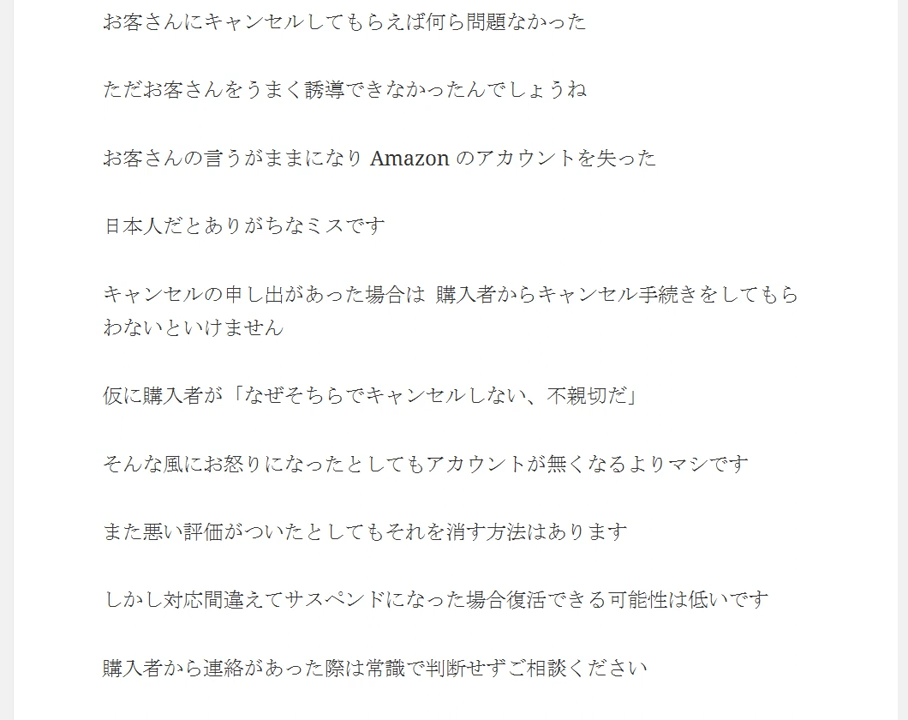 お客さんにキャンセルしてもらえば何ら問題なかった
ただお客さんをうまく誘導できなかったんでしょうね
お客さんの言うがままになり Amazon のアカウントを失った
日本人だとありがちなミスです
キャンセルの申し出があった場合は 購入者からキャンセル手続きをしてもら
わないといけません
仮に購入者が「なぜそちらでキャンセルしない、不親切だ」
そんな風にお怒りになったとしてもアカウントが無くなるよりマシです
また悪い評価がついたとしてもそれを消す方法はあります
しかし対応間違えてサスペンドになった場合復活できる可能性は低いです
購入者から連絡があった際は常識で判断せずご相談ください